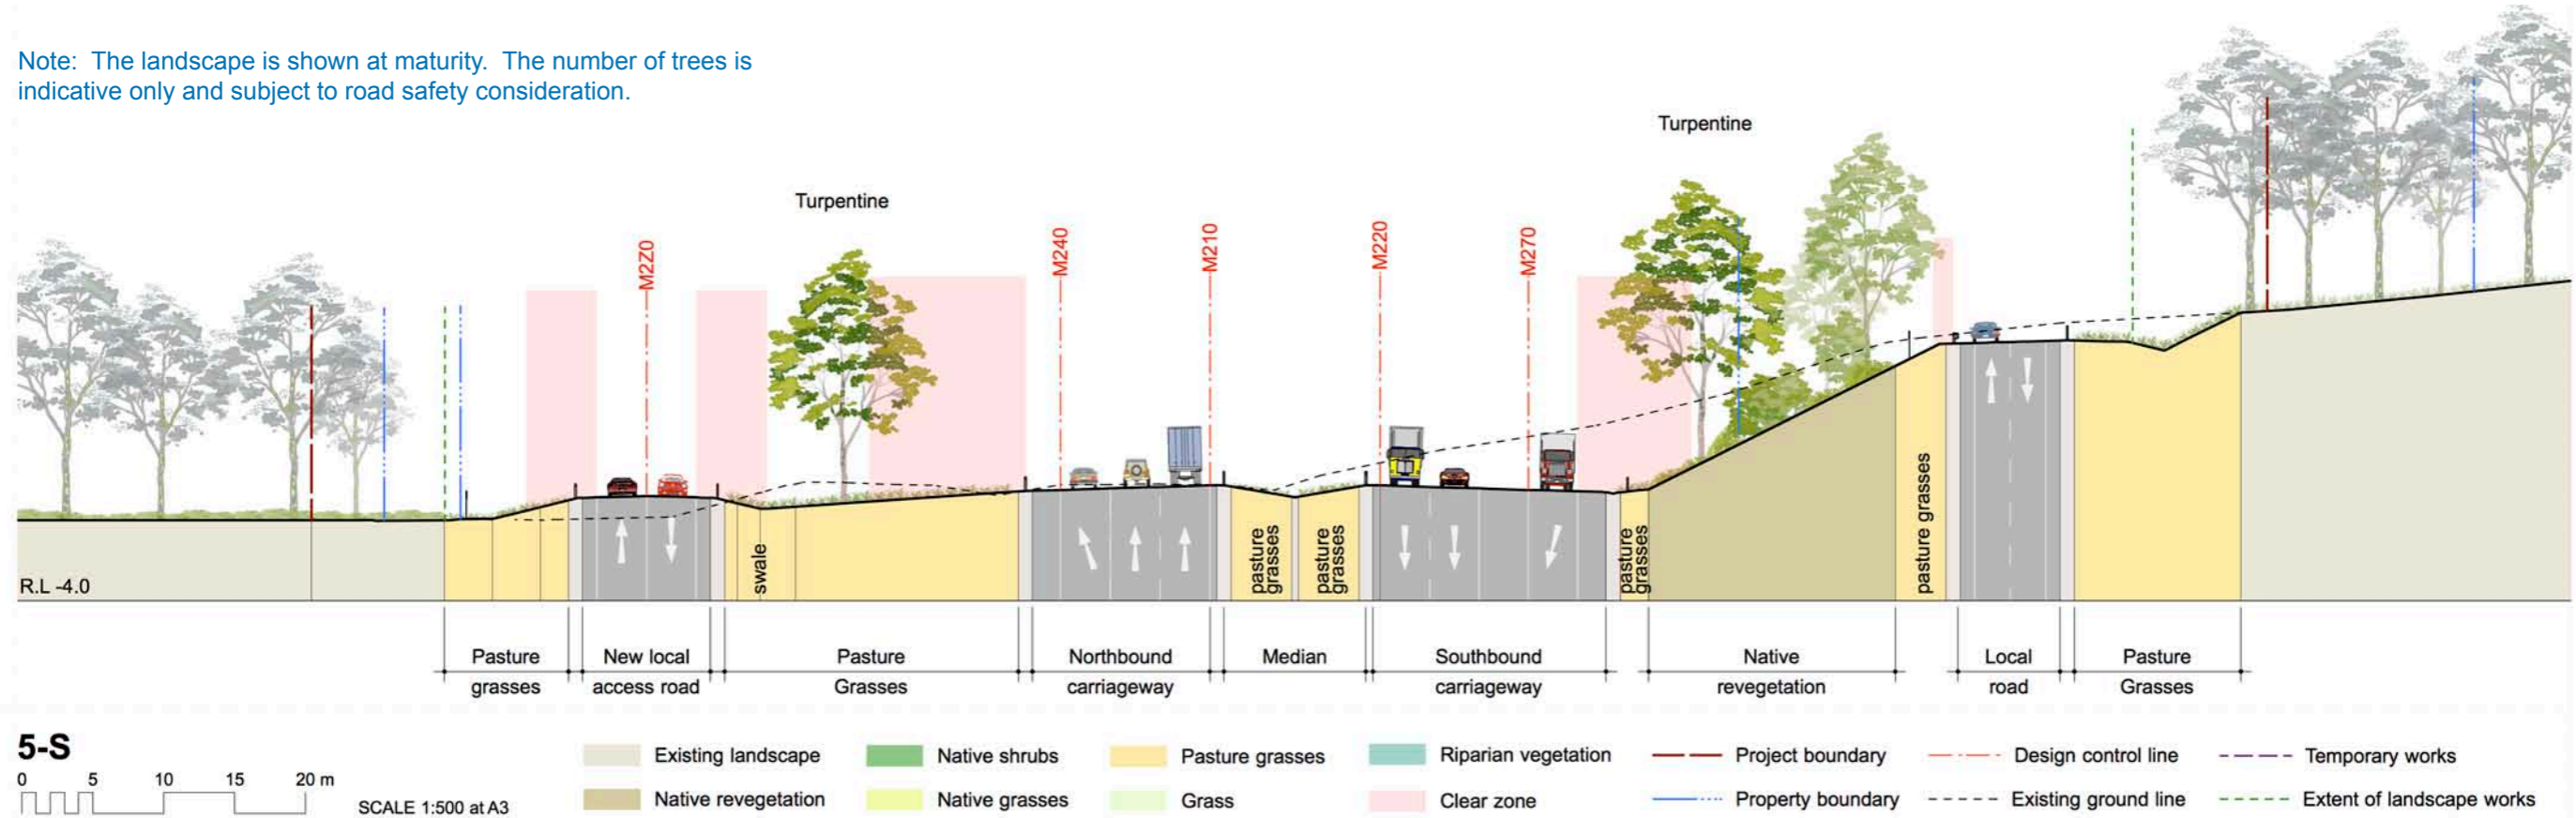 Note: The landscape is shown at maturity. The number of trees is
indicative only and subject to road safety consideration.
Turpentine
Turpentine
M2Z0
M240
M210
M220
M270
R.L -4.0
swale
pasture
grasses
pasture
grasses
pasture
grasses
pasture grasses
Pasture
grasses
New local
access road
Pasture
Grasses
Northbound
carriageway
Median
Southbound
carriageway
Native
revegetation
Local
road
Pasture
Grasses
5-S
0 5 10 15 20 m
SCALE 1:500 at A3
Existing landscape
Native revegetation
Native shrubs
Native grasses
Pasture grasses
Grass
Riparian vegetation
Clear zone
Project boundary
Property boundary
Design control line
Existing ground line
Temporary works
Extent of landscape works